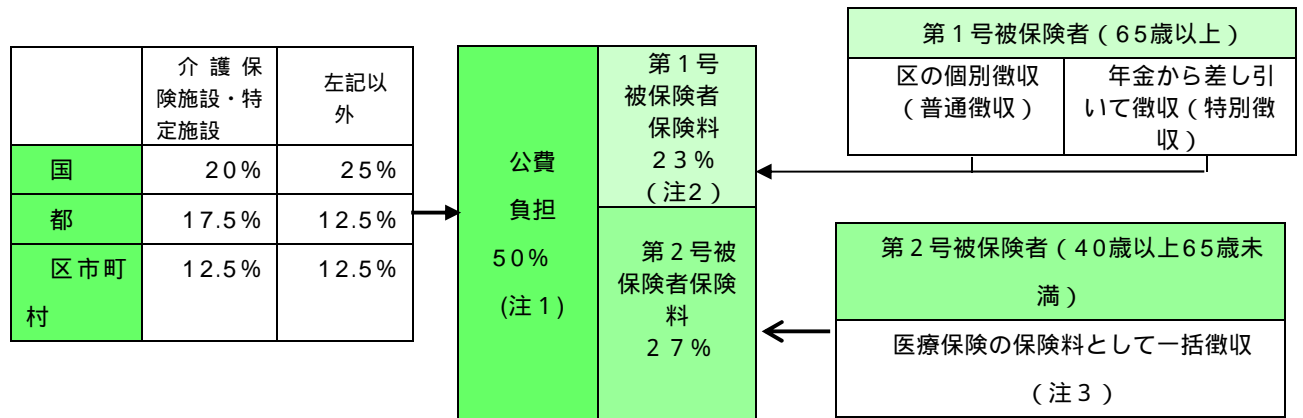 介護保
険施設・特
定施設
左記以
外
国
20%
25%
都
17.5%
12.5%
区市町
村
12.5%
12.5%
公費
負担
50%
(注1)
第1号
被保険者
保険料
23%
(注2)
第2号被
保険者保険
料
27%
第1号被保険者(65歳以上)
区の個別徴収
(普通徴収)
年金から差し引
いて徴収(特別徴
収)
第2号被保険者(40歳以上65歳未
満)
医療保険の保険料として一括徴収
(注3)